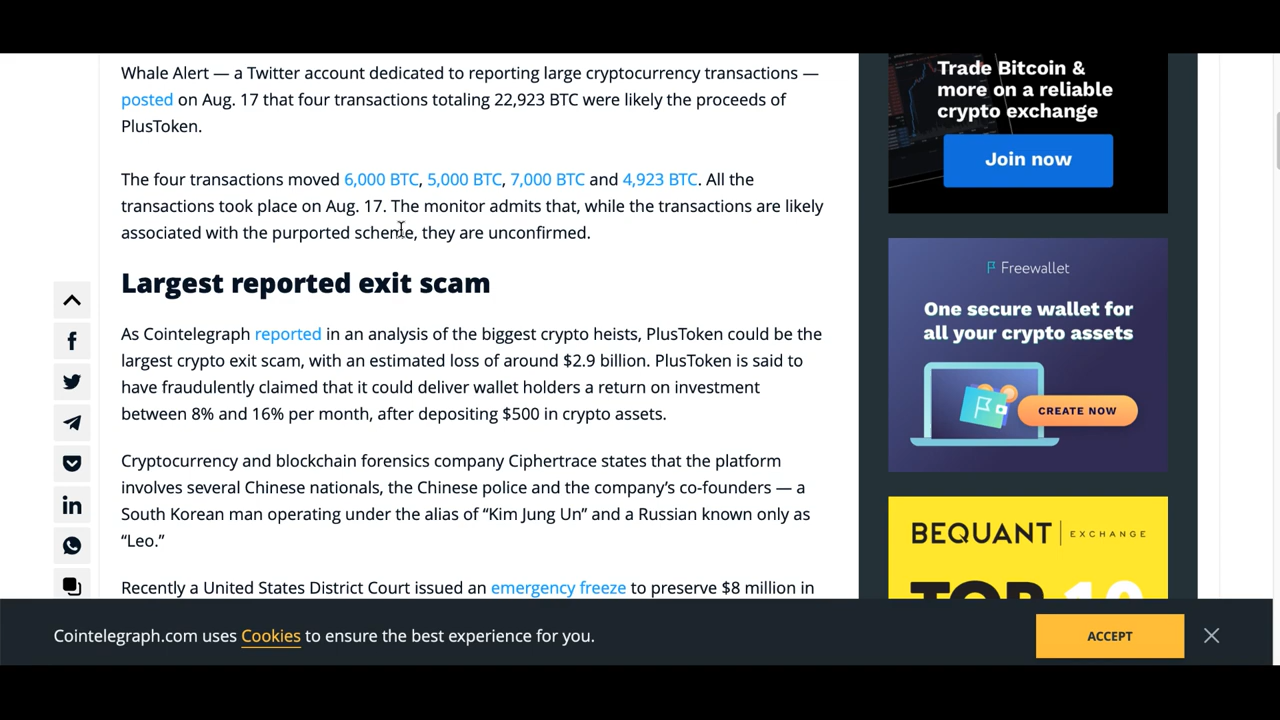 Whale Alert — a Twitter account dedicated to reporting large cryptocurrency transactions —
posted on Aug. 17 that four transactions totaling 22,923 BTC were likely the proceeds of
PlusToken.
The four transactions moved 6,000 BTC, 5,000 BTC, 7,000 BTC and 4,923 BTC. All the
transactions took place on Aug. 17. The monitor admits that, while the transactions are likely
associated with the purported scheme, they are unconfirmed.
Largest reported exit scam
As Cointelegraph reported in an analysis of the biggest crypto heists, PlusToken could be the
largest crypto exit scam, with an estimated loss of around $2.9 billion. PlusToken is said to
have fraudulently claimed that it could deliver wallet holders a return on investment
between 8% and 16% per month, after depositing $500 in crypto assets.
Cryptocurrency and blockchain forensics company Ciphertrace states that the platform
involves several Chinese nationals, the Chinese police and the company’s co-founders — a
South Korean man operating under the alias of “Kim Jung Un” and a Russian known only as
“Leo.”
Recently a United States District Court issued an emergency freeze to preserve $8 million in
Trade Bitcoin &
more on a reliable
crypto exchange
Join now
Freewallet
One secure wallet for
all your crypto assets
CREATE NOW
BEQUANT | EXCHANGE
TOP 10
Cointelegraph.com uses Cookies to ensure the best experience for you.
ACCEPT